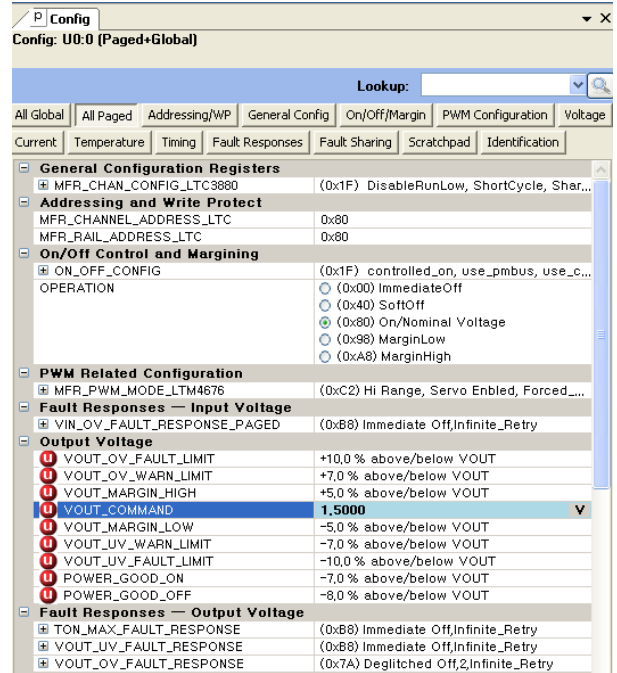 P Config
Config: U0:0 (Paged+Global)
Lookup:
All Global All Paged Addressing/WP General Config On/Off/Margin PWM Configuration Voltage
Current Temperature Timing Fault Responses Fault Sharing Scratchpad Identification
General Configuration Registers
MFR_CHAN_CONFIG_LTC3880 (0x1F) DisableRunLow, ShortCycle, Shar...
Addressing and Write Protect
MFR_CHANNEL_ADDRESS_LTC 0x80
MFR_RAIL_ADDRESS_LTC 0x80
On/Off Control and Margining
ON_OFF_CONFIG (0x1F) controlled_on, use_pmbus, use_c...
OPERATION (0x00) ImmediateOff
(0x40) SoftOff
(0x80) On/Nominal Voltage
(0x98) MarginLow
(0xA8) MarginHigh
PWM Related Configuration
MFR_PWM_MODE_LTM4676 (0xC2) Hi Range, Servo Enbled, Forced_...
Fault Responses — Input Voltage
VIN_OV_FAULT_RESPONSE_PAGED (0xB8) Immediate Off,Infinite_Retry
Output Voltage
U VOUT_OV_FAULT_LIMIT +10,0 % above/below VOUT
U VOUT_OV_WARN_LIMIT +7,0 % above/below VOUT
U VOUT_MARGIN_HIGH +5,0 % above/below VOUT
U VOUT_COMMAND 1,5000 V
U VOUT_MARGIN_LOW -5,0 % above/below VOUT
U VOUT_UV_WARN_LIMIT -7,0 % above/below VOUT
U VOUT_UV_FAULT_LIMIT -10,0 % above/below VOUT
U POWER_GOOD_ON -7,0 % above/below VOUT
U POWER_GOOD_OFF -8,0 % above/below VOUT
Fault Responses — Output Voltage
TON_MAX_FAULT_RESPONSE (0xB8) Immediate Off,Infinite_Retry
VOUT_UV_FAULT_RESPONSE (0xB8) Immediate Off,Infinite_Retry
VOUT_OV_FAULT_RESPONSE (0x7A) Deglitched Off,2,Infinite_Retry